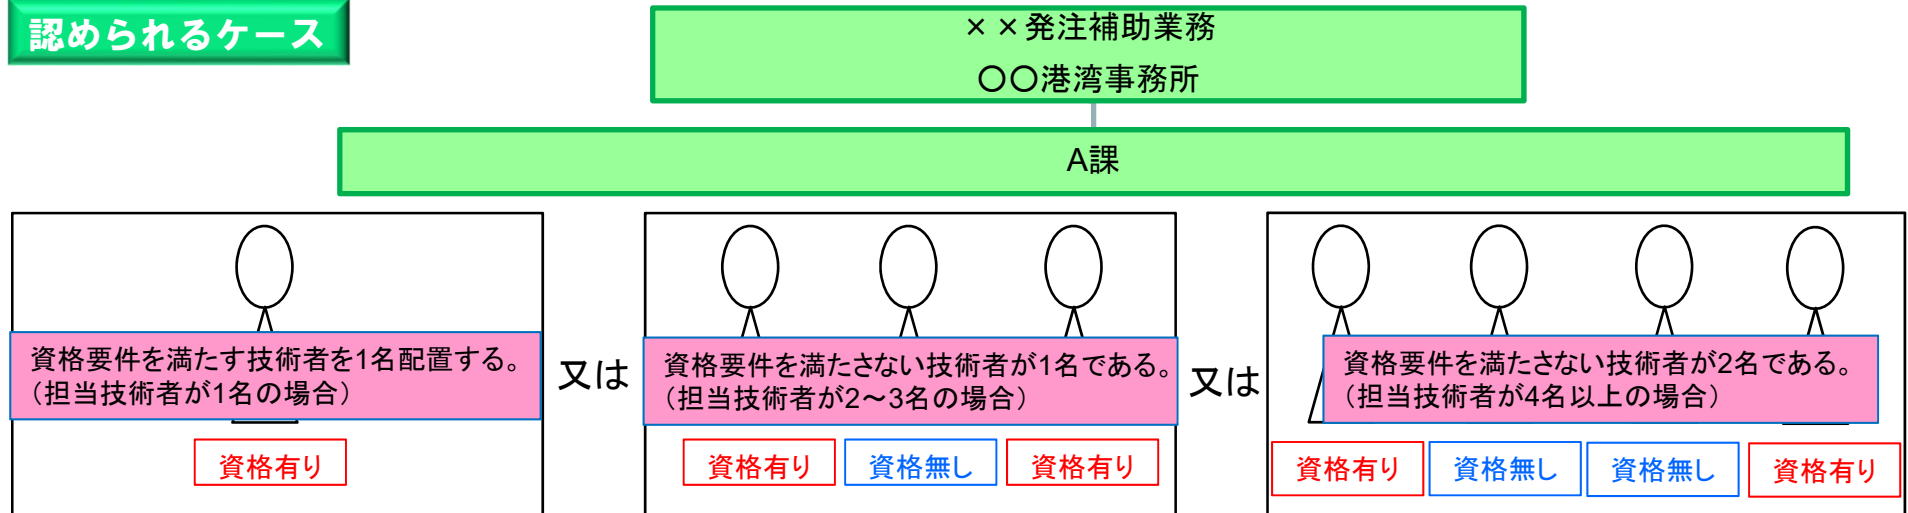 認められるケース
××発注補助業務
〇〇港湾事務所
A課
資格要件を満たす技術者を1名配置する。
（担当技術者が1名の場合）
資格有り
又は
資格要件を満たさない技術者が1名である。
（担当技術者が2～3名の場合）
資格有り
資格無し
資格有り
又は
資格要件を満たさない技術者が2名である。
（担当技術者が4名以上の場合）
資格有り
資格無し
資格無し
資格有り